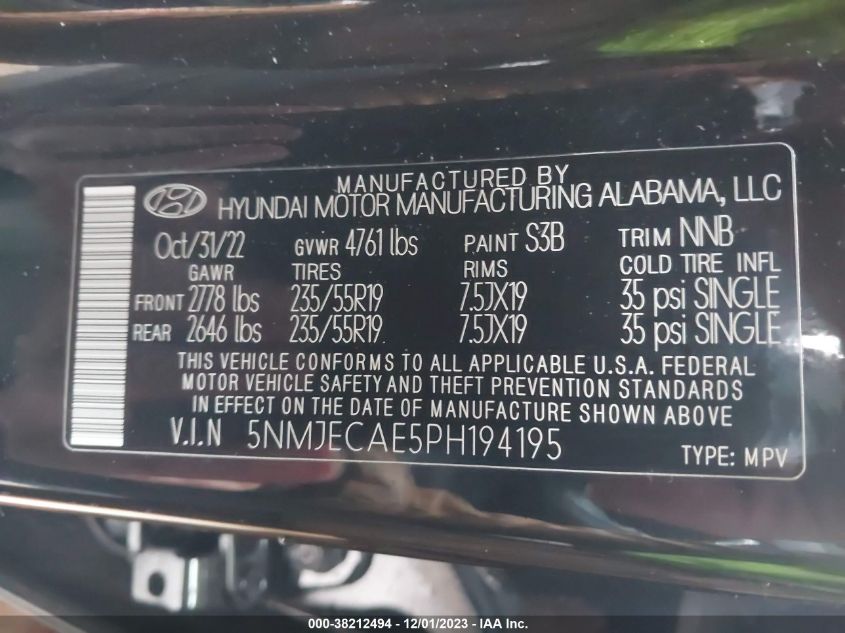 MANUFACTURED BY
HYUNDAI MOTOR MANUFACTURING ALABAMA, LLC
Oct/31/22 GVWR 4761 lbs PAINT S3B TRIM NNB
GAWR TIRES RIMS COLD TIRE INFL
FRONT 2778 lbs 235/55R19 7.5JX19 35 psi SINGLE
REAR 2646 lbs 235/55R19 7.5JX19 35 psi SINGLE
THIS VEHICLE CONFORMS TO ALL APPLICABLE U.S.A. FEDERAL
MOTOR VEHICLE SAFETY AND THEFT PREVENTION STANDARDS
IN EFFECT ON THE DATE OF MANUFACTURE SHOWN ABOVE
V.I.N 5NMJECAE5PH194195
TYPE: MPV
000-38212494 - 12/01/2023 - IAA Inc.